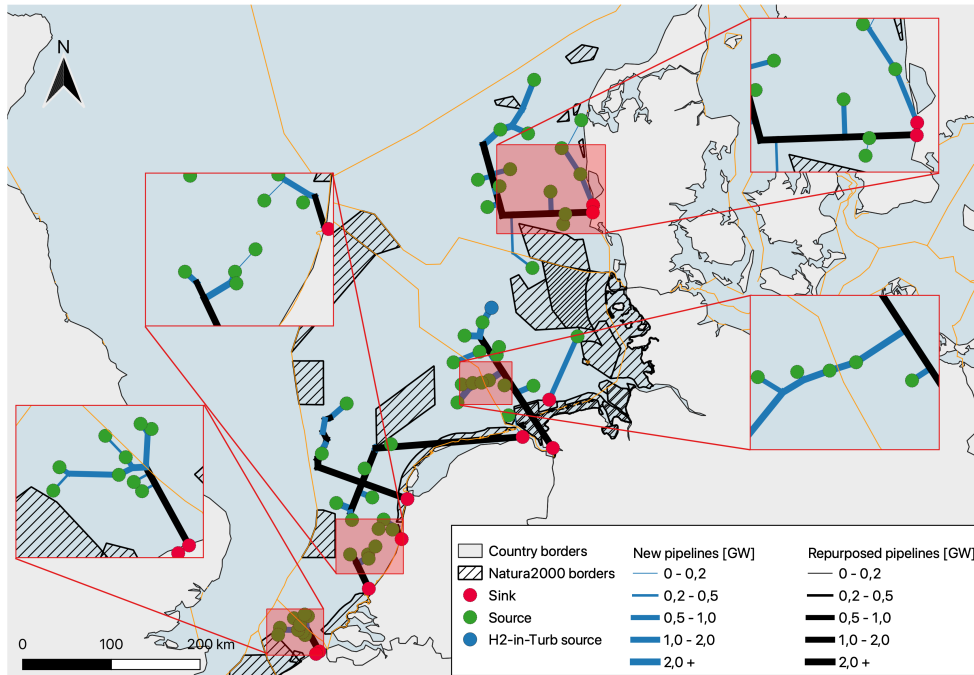 N
Country borders
Natura2000 borders
Sink
Source
H2-in-Turb source
New pipelines [GW]
0 - 0,2
0,2 - 0,5
0,5 - 1,0
1,0 - 2,0
2,0 +
Repurposed pipelines [GW]
0 - 0,2
0,2 - 0,5
0,5 - 1,0
1,0 - 2,0
2,0 +
0 100 200 km